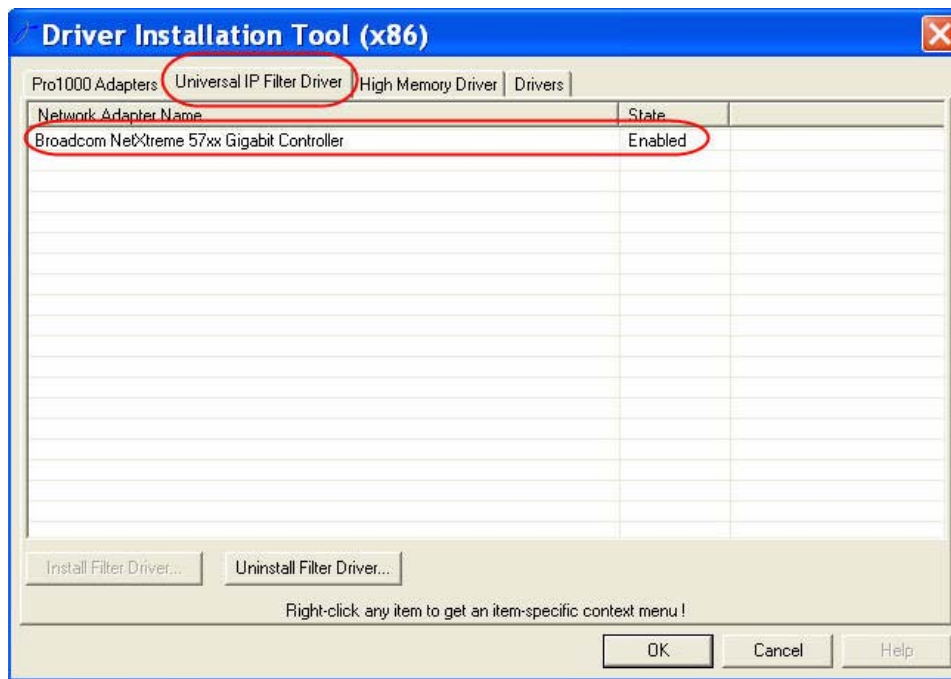 Driver Installation Tool (x86)
Pro1000 Adapters Universal IP Filter Driver High Memory Driver Drivers
Network Adapter Name State
Broadcom NetXtreme 57xx Gigabit Controller Enabled
Install Filter Driver... Uninstall Filter Driver...
Right-click any item to get an item-specific context menu !
OK Cancel Help